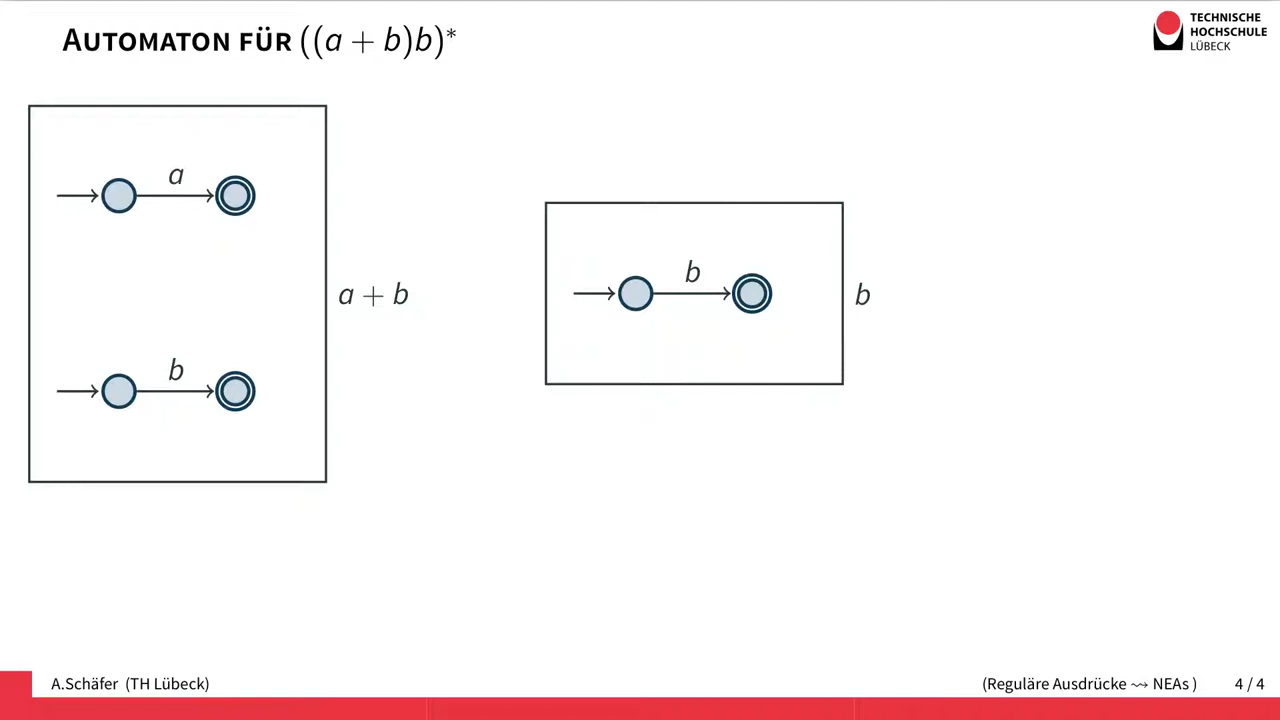 AUTOMATON FÜR ((a + b)b)*
TECHNISCHE
HOCHSCHULE
LÜBECK
a
b
a + b
b
b
A.Schäfer (TH Lübeck)
(Reguläre Ausdrücke ⇝ NEAs )
4 / 4